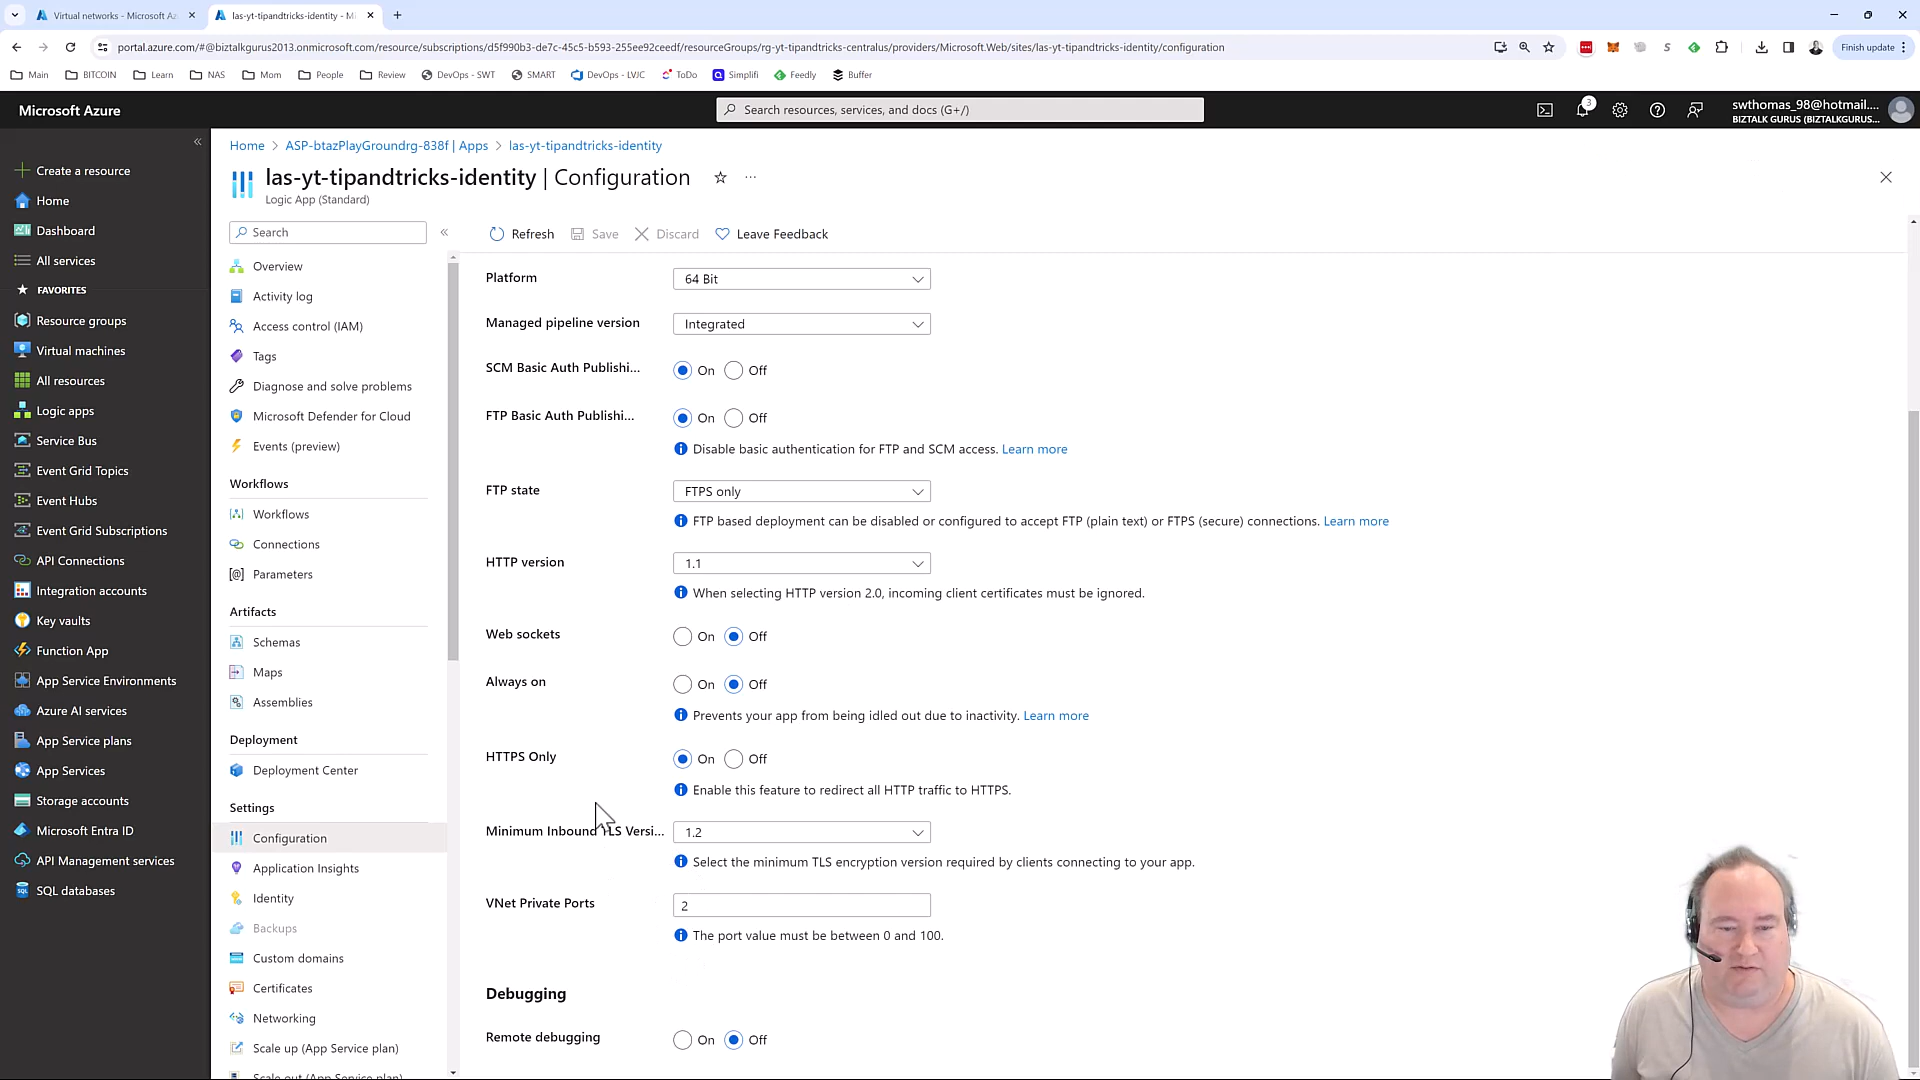 Virtual networks - Microsoft Az
las-yt-tipandtricks-identity - Mi
portal.azure.com/#@biztalkgurus2013.onmicrosoft.com/resource/subscriptions/d5f990b3-de7c-45c5-b593-255ee92ceedf/resourceGroups/rg-yt-tipandtricks-centralus/providers/Microsoft.Web/sites/las-yt-tipandtricks-identity/configuration
Finish update
Main BITCOIN Learn NAS Mom People Review DevOps - SWT SMART DevOps - LVJC ToDo Simplifi Feedly Buffer
Microsoft Azure
Search resources, services, and docs (G+/)
3
swthomas_98@hotmail....
BIZTALK GURUS (BIZTALKGURUS...
Create a resource
Home
Dashboard
All services
FAVORITES
Resource groups
Virtual machines
All resources
Logic apps
Service Bus
Event Grid Topics
Event Hubs
Event Grid Subscriptions
API Connections
Integration accounts
Key vaults
Function App
App Service Environments
Azure AI services
App Service plans
App Services
Storage accounts
Microsoft Entra ID
API Management services
SQL databases
Home > ASP-btazPlayGroundrg-838f | Apps > las-yt-tipandtricks-identity
las-yt-tipandtricks-identity | Configuration
Logic App (Standard)
Search
Overview
Activity log
Access control (IAM)
Tags
Diagnose and solve problems
Microsoft Defender for Cloud
Events (preview)
Workflows
Workflows
Connections
Parameters
Artifacts
Schemas
Maps
Assemblies
Deployment
Deployment Center
Settings
Configuration
Application Insights
Identity
Backups
Custom domains
Certificates
Networking
Scale up (App Service plan)
Scale out (App Service plan)
Refresh Save Discard Leave Feedback
Platform 64 Bit
Managed pipeline version Integrated
SCM Basic Auth Publishi... On Off
FTP Basic Auth Publishi... On Off
Disable basic authentication for FTP and SCM access. Learn more
FTP state FTPS only
FTP based deployment can be disabled or configured to accept FTP (plain text) or FTPS (secure) connections. Learn more
HTTP version 1.1
When selecting HTTP version 2.0, incoming client certificates must be ignored.
Web sockets On Off
Always on On Off
Prevents your app from being idled out due to inactivity. Learn more
HTTPS Only On Off
Enable this feature to redirect all HTTP traffic to HTTPS.
Minimum Inbound TLS Versi... 1.2
Select the minimum TLS encryption version required by clients connecting to your app.
VNet Private Ports 2
The port value must be between 0 and 100.
Debugging
Remote debugging On Off